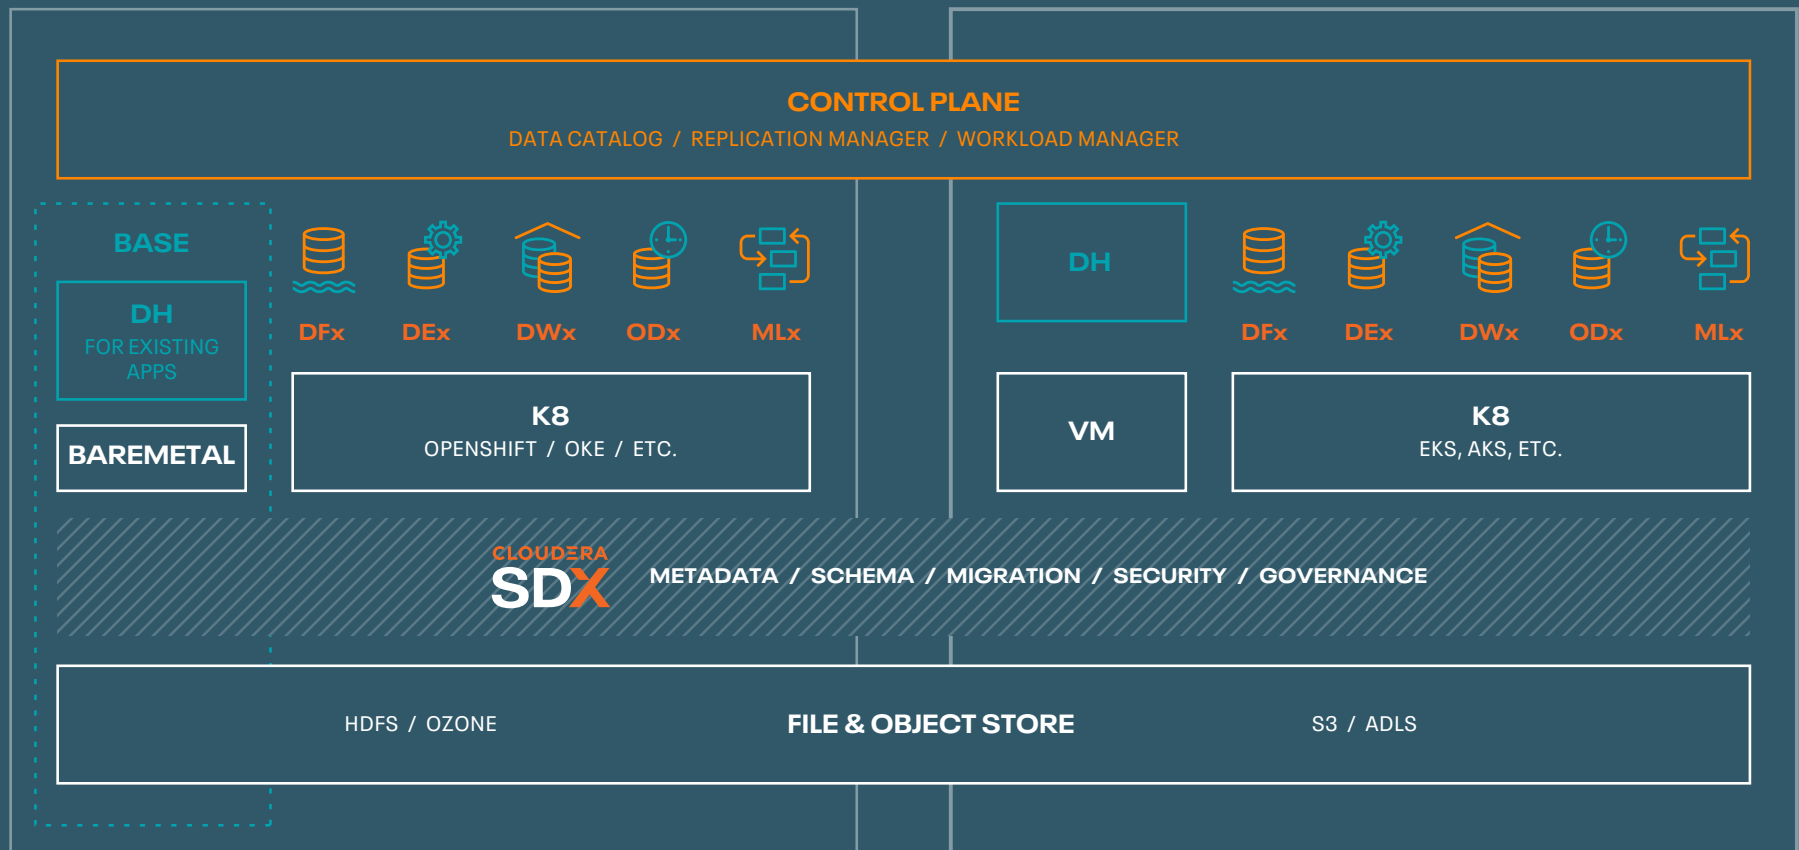 CONTROL PLANE
DATA CATALOG / REPLICATION MANAGER / WORKLOAD MANAGER
BASE
DH
FOR EXISTING
APPS
BAREMETAL
DFx
DEx
DWx
ODx
MLx
K8
OPENSHIFT / OKE / ETC.
DH
VM
DFx
DEx
DWx
ODx
MLx
K8
EKS, AKS, ETC.
CLOUDERA
SDX
METADATA / SCHEMA / MIGRATION / SECURITY / GOVERNANCE
HDFS / OZONE
FILE & OBJECT STORE
S3 / ADLS